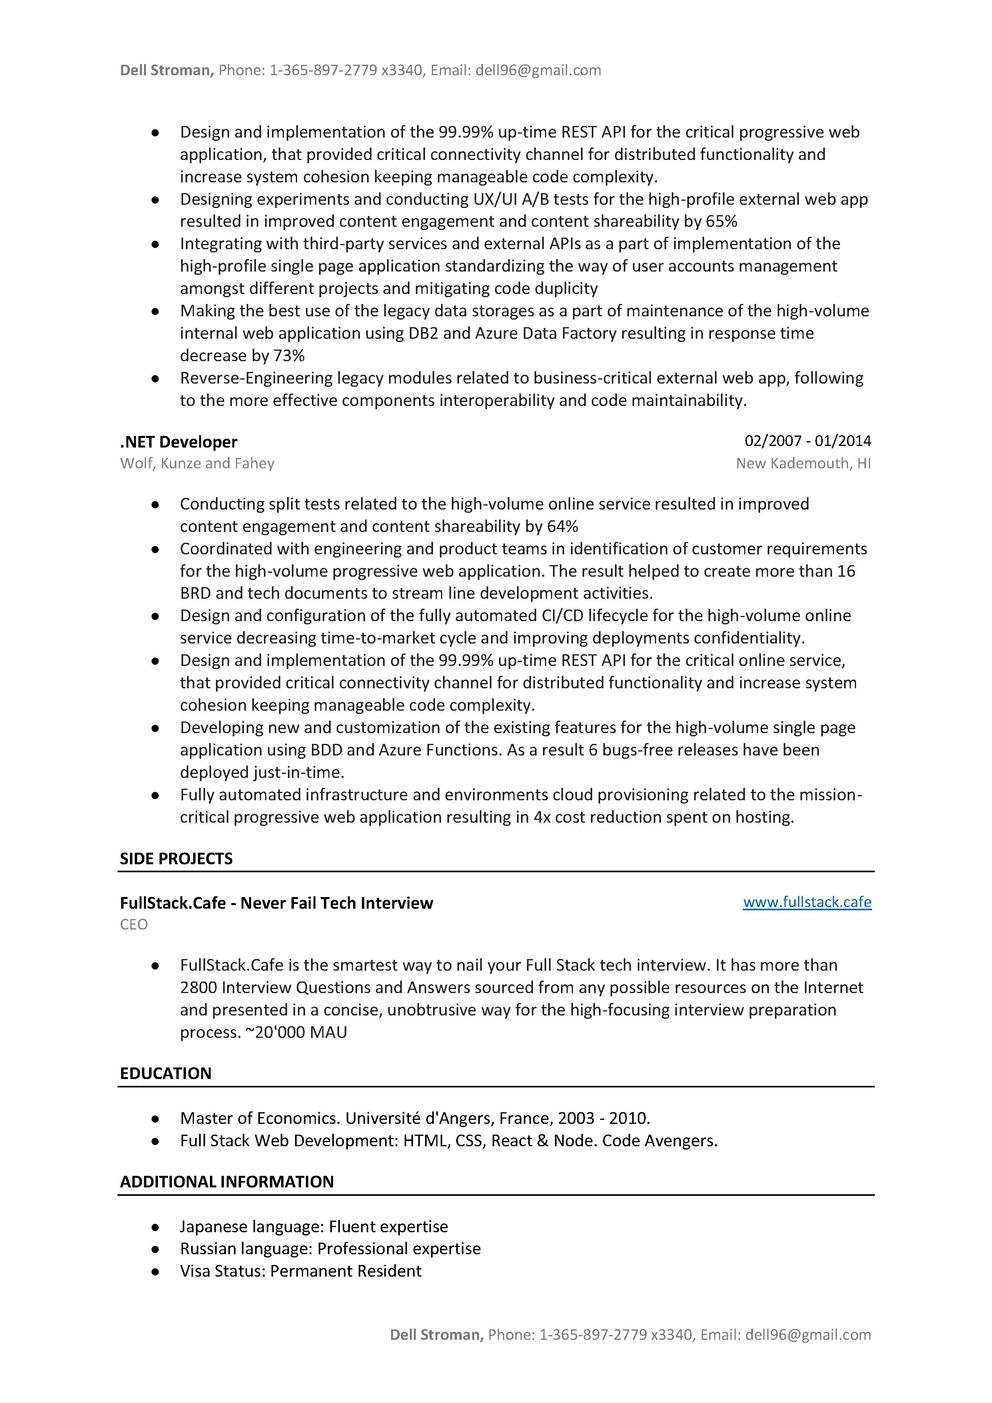 Dell Stroman, Phone: 1-365-897-2779 x3340, Email: dell96@gmail.com
● Design and implementation of the 99.99% up-time REST API for the critical progressive web
application, that provided critical connectivity channel for distributed functionality and
increase system cohesion keeping manageable code complexity.
● Designing experiments and conducting UX/UI A/B tests for the high-profile external web app
resulted in improved content engagement and content shareability by 65%
● Integrating with third-party services and external APIs as a part of implementation of the
high-profile single page application standardizing the way of user accounts management
amongst different projects and mitigating code duplicity
● Making the best use of the legacy data storages as a part of maintenance of the high-volume
internal web application using DB2 and Azure Data Factory resulting in response time
decrease by 73%
● Reverse-Engineering legacy modules related to business-critical external web app, following
to the more effective components interoperability and code maintainability.
.NET Developer 02/2007 - 01/2014
Wolf, Kunze and Fahey New Kademouth, HI
● Conducting split tests related to the high-volume online service resulted in improved
content engagement and content shareability by 64%
● Coordinated with engineering and product teams in identification of customer requirements
for the high-volume progressive web application. The result helped to create more than 16
BRD and tech documents to stream line development activities.
● Design and configuration of the fully automated CI/CD lifecycle for the high-volume online
service decreasing time-to-market cycle and improving deployments confidentiality.
● Design and implementation of the 99.99% up-time REST API for the critical online service,
that provided critical connectivity channel for distributed functionality and increase system
cohesion keeping manageable code complexity.
● Developing new and customization of the existing features for the high-volume single page
application using BDD and Azure Functions. As a result 6 bugs-free releases have been
deployed just-in-time.
● Fully automated infrastructure and environments cloud provisioning related to the mission-
critical progressive web application resulting in 4x cost reduction spent on hosting.
SIDE PROJECTS
FullStack.Cafe - Never Fail Tech Interview www.fullstack.cafe
CEO
● FullStack.Cafe is the smartest way to nail your Full Stack tech interview. It has more than
2800 Interview Questions and Answers sourced from any possible resources on the Internet
and presented in a concise, unobtrusive way for the high-focusing interview preparation
process. ~20'000 MAU
EDUCATION
● Master of Economics. Université d'Angers, France, 2003 - 2010.
● Full Stack Web Development: HTML, CSS, React & Node. Code Avengers.
ADDITIONAL INFORMATION
● Japanese language: Fluent expertise
● Russian language: Professional expertise
● Visa Status: Permanent Resident
Dell Stroman, Phone: 1-365-897-2779 x3340, Email: dell96@gmail.com